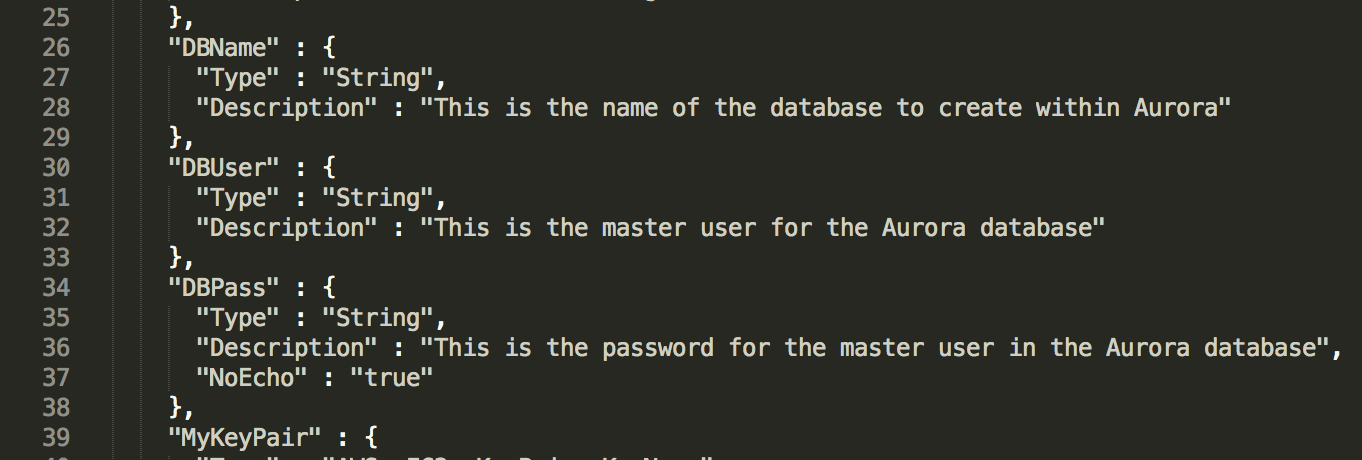 25 },
26 "DBName" : {
27 "Type" : "String",
28 "Description" : "This is the name of the database to create within Aurora"
29 },
30 "DBUser" : {
31 "Type" : "String",
32 "Description" : "This is the master user for the Aurora database"
33 },
34 "DBPass" : {
35 "Type" : "String",
36 "Description" : "This is the password for the master user in the Aurora database",
37 "NoEcho" : "true"
38 },
39 "MyKeyPair" : {